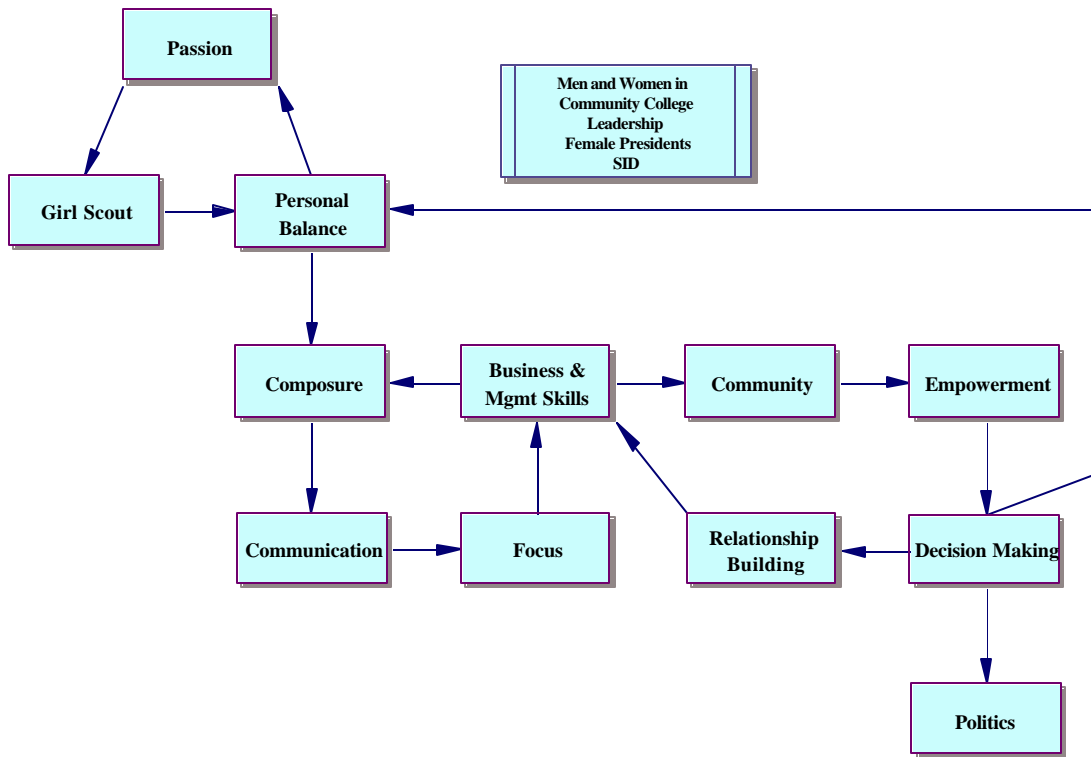 Passion
Men and Women in
Community College
Leadership
Female Presidents
SID
Girl Scout
Personal
Balance
Composure
Business &
Mgmt Skills
Community
Empowerment
Communication
Focus
Relationship
Building
Decision Making
Politics